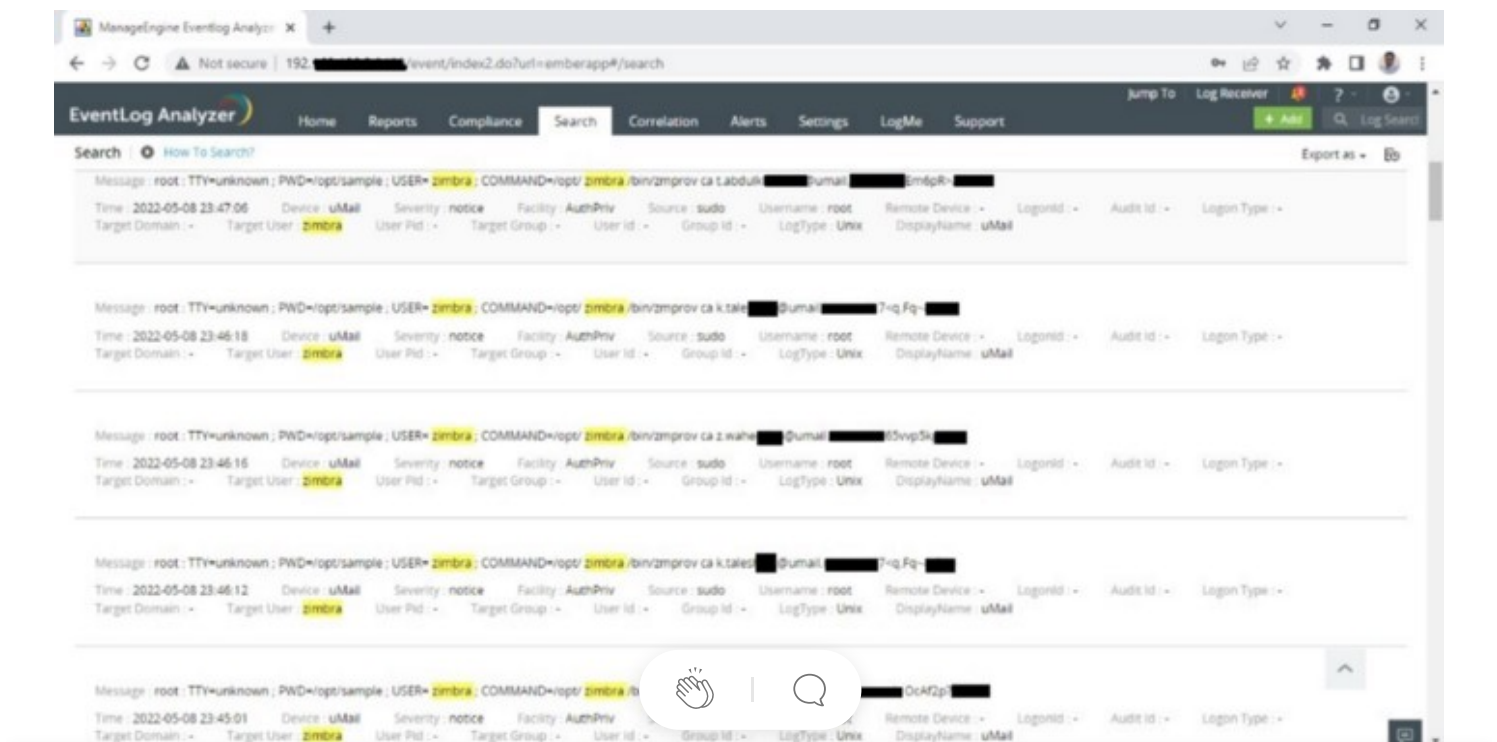 ManageEngine Eventlog Analyz
Not secure 192. /event/index2.do?url=emberapp#/search
Jump To Log Receiver ?
EventLog Analyzer Home Reports Compliance Search Correlation Alerts Settings LogMe Support + Add Log Search
Search How To Search? Export as
Message : root : TTY=unknown ; PWD=/opt/sample ; USER= zimbra ; COMMAND=/opt/ zimbra /bin/zmprov ca t.abdulk umail. Em6pR>
Time : 2022-05-08 23:47:06 Device : uMail Severity : notice Facility : AuthPriv Source : sudo Username : root Remote Device : - LogonId : - Audit Id : - Logon Type : -
Target Domain : - Target User : zimbra User Pid : - Target Group : - User Id : - Group Id : - LogType : Unix DisplayName : uMail
Message : root : TTY=unknown ; PWD=/opt/sample ; USER= zimbra ; COMMAND=/opt/ zimbra /bin/zmprov ca k.tale @umail. 7<q.Fq~
Time : 2022-05-08 23:46:18 Device : uMail Severity : notice Facility : AuthPriv Source : sudo Username : root Remote Device : - LogonId : - Audit Id : - Logon Type : -
Target Domain : - Target User : zimbra User Pid : - Target Group : - User Id : - Group Id : - LogType : Unix DisplayName : uMail
Message : root : TTY=unknown ; PWD=/opt/sample ; USER= zimbra ; COMMAND=/opt/ zimbra /bin/zmprov ca z.wahe @umail
Time : 2022-05-08 23:46:16 Device : uMail Severity : notice Facility : AuthPriv Source : sudo Username : root Remote Device : - LogonId : - Audit Id : - Logon Type : -
Target Domain : - Target User : zimbra User Pid : - Target Group : - User Id : - Group Id : - LogType : Unix DisplayName : uMail
Message : root : TTY=unknown ; PWD=/opt/sample ; USER= zimbra ; COMMAND=/opt/ zimbra /bin/zmprov ca k.tales @umail. 7<q.Fq~
Time : 2022-05-08 23:46:12 Device : uMail Severity : notice Facility : AuthPriv Source : sudo Username : root Remote Device : - LogonId : - Audit Id : - Logon Type : -
Target Domain : - Target User : zimbra User Pid : - Target Group : - User Id : - Group Id : - LogType : Unix DisplayName : uMail
Message : root : TTY=unknown ; PWD=/opt/sample ; USER= zimbra ; COMMAND=/opt/ zimbra /b
Time : 2022-05-08 23:45:01 Device : uMail Severity : notice Facility : AuthPriv Username : root Remote Device : - LogonId : - Audit Id : - Logon Type : -
Target Domain : - Target User : zimbra User Pid : - Target Group : - User Id : - Group Id : - LogType : Unix DisplayName : uMail